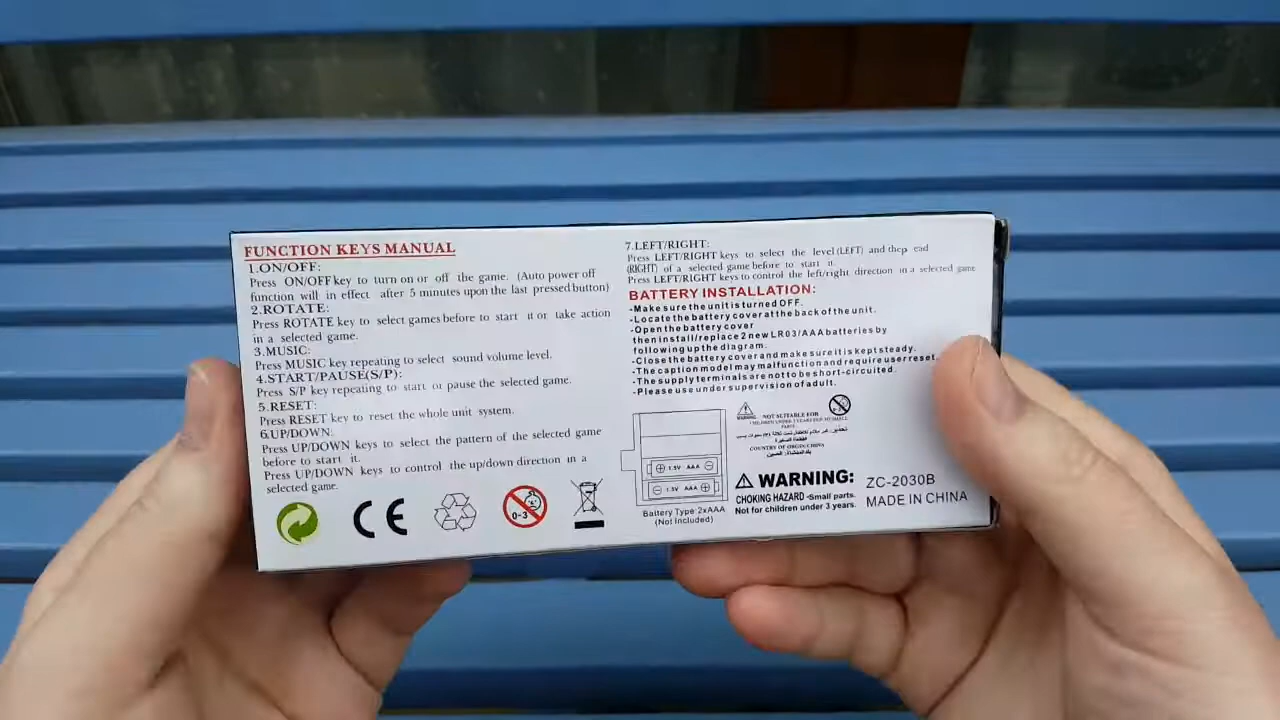 FUNCTION KEYS MANUAL
1.ON/OFF:
Press ON/OFF key to turn on or off the game. (Auto power off
function will in effect after 5 minutes upon the last pressed button)
2.ROTATE:
Press ROTATE key to select games before to start it or take action
in a selected game.
3.MUSIC:
Press MUSIC key repeating to select sound volume level.
4.START/PAUSE(S/P):
Press S/P key repeating to start or pause the selected game.
5.RESET:
Press RESET key to reset the whole unit system.
6.UP/DOWN:
Press UP/DOWN keys to select the pattern of the selected game
before to start it.
Press UP/DOWN keys to control the up/down direction in a
selected game.
0-3
7.LEFT/RIGHT:
Press LEFT/RIGHT keys to select the level (LEFT) and
(RIGHT) of a selected game before to start it.
Press LEFT/RIGHT keys to control the left/right direction in a selected game
BATTERY INSTALLATION:
-Make sure the unit is turned OFF.
-Locate the battery cover at the back of the unit.
-Open the battery cover
then install/replace 2 new LR03/AAA batteries by
following up the diagram.
-Close the battery cover and make sure it is kept steady.
-The caption model may malfunction and require user reset.
-The supply terminals are not to be short-circuited.
-Please use under supervision of adult.
1.5V AAA
1.5V AAA
Battery Type:2xAAA
(Not Included)
WARNING
NOT SUITABLE FOR
CHILDREN UNDER 3 YEARS DUE TO SMALL
PARTS
COUNTRY OF ORIGIN:CHINA
بلد المنشأ: الصين
WARNING:
CHOKING HAZARD -Small parts.
Not for children under 3 years.
ZC-2030B
MADE IN CHINA